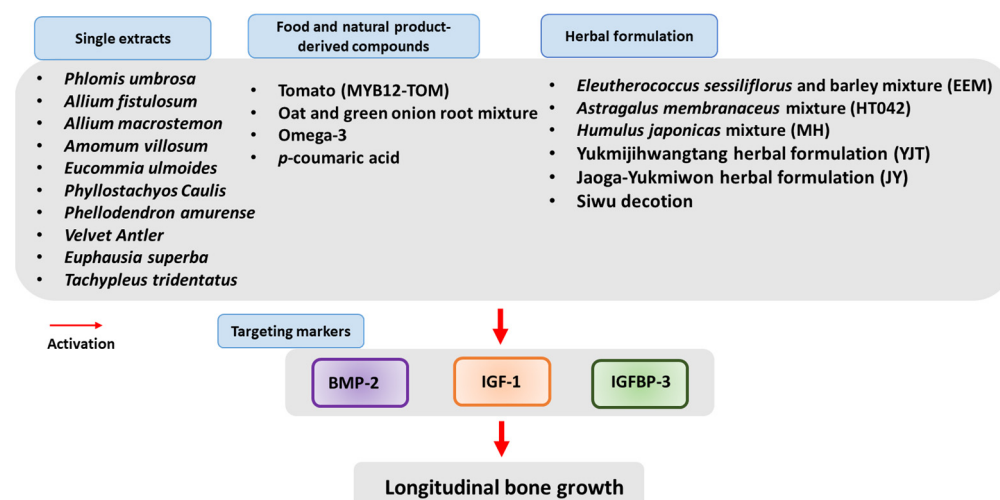 Single extracts
• Phlomis umbrosa
• Allium fistulosum
• Allium macrostemon
• Amomum villosum
• Eucommia ulmoides
• Phyllostachyos Caulis
• Phellodendron amurense
• Velvet Antler
• Euphausia superba
• Tachypleus tridentatus
Food and natural product-
derived compounds
• Tomato (MYB12-TOM)
• Oat and green onion root mixture
• Omega-3
• p-coumaric acid
Herbal formulation
• Eleutherococcus sessiliflorus and barley mixture (EEM)
• Astragalus membranaceus mixture (HT042)
• Humulus japonicas mixture (MH)
• Yukmijihwangtang herbal formulation (YJT)
• Jaoga-Yukmiwon herbal formulation (JY)
• Siwu decotion
Activation
Targeting markers
BMP-2
IGF-1
IGFBP-3
Longitudinal bone growth